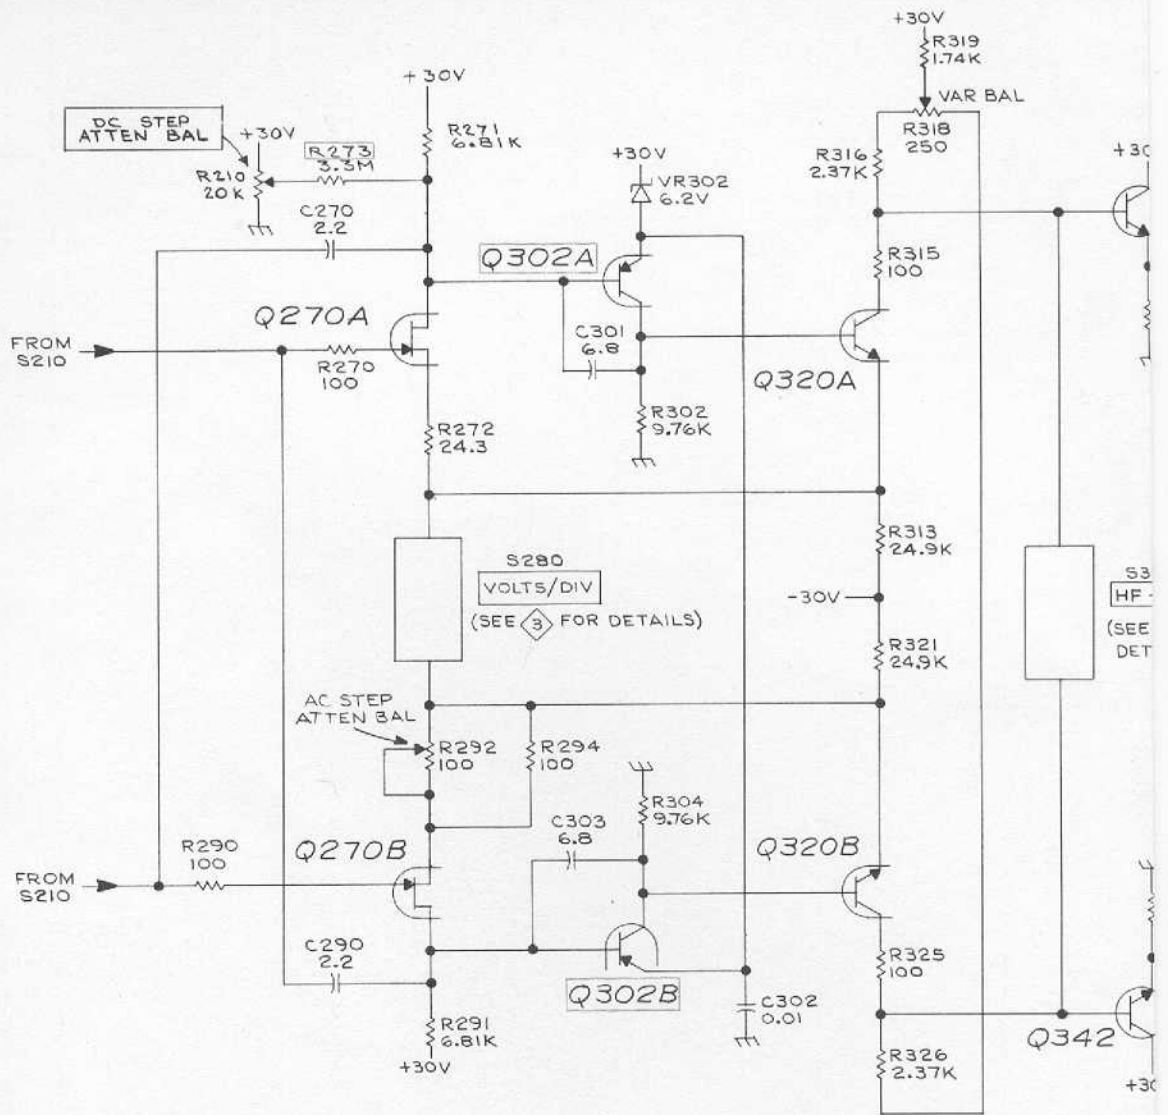 +30V
R319
1.74K
VAR BAL
R318
250
+30V
DC STEP
ATTEN BAL
+30V
R210
20K
R273
3.3M
R271
6.81K
C270
2.2
+30V
VR302
6.2V
R316
2.37K
Q302A
R315
100
Q270A
FROM
S210
R270
100
C301
6.8
Q320A
R272
24.3
R302
9.76K
R313
24.9K
S280
VOLTS/DIV
(SEE 3 FOR DETAILS)
-30V
S3
HF -
(SEE
DET
R321
24.9K
AC STEP
ATTEN BAL
R292
100
R294
100
R304
9.76K
C303
6.8
R290
100
Q270B
Q320B
FROM
S210
C290
2.2
R325
100
Q302B
C302
0.01
R291
6.81K
+30V
Q342
R326
2.37K